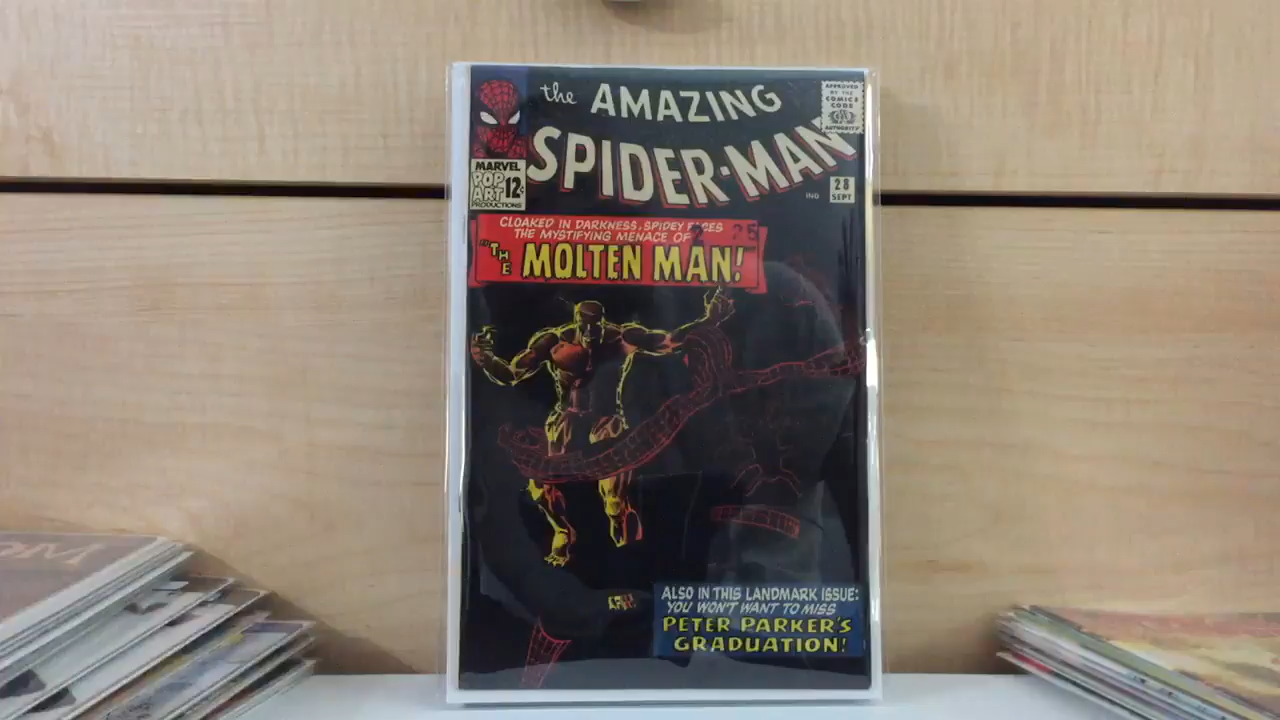 the AMAZING
SPIDER-MAN
APPROVED
BY THE
COMICS
CODE
AUTHORITY
MARVEL
POP
ART 12¢
PRODUCTIONS
IND.
28
SEPT
CLOAKED IN DARKNESS, SPIDEY FACES
THE MYSTIFYING MENACE OF
"THE MOLTEN MAN!
ALSO IN THIS LANDMARK ISSUE:
YOU WON'T WANT TO MISS
PETER PARKER'S
GRADUATION!